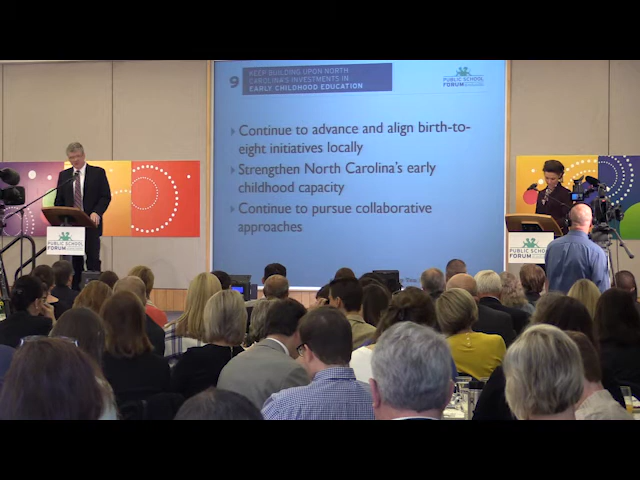 9
KEEP BUILDING UPON NORTH
CAROLINA'S INVESTMENTS IN
EARLY CHILDHOOD EDUCATION
PUBLIC SCHOOL
FORUM
Continue to advance and align birth-to-
eight initiatives locally
Strengthen North Carolina's early
childhood capacity
Continue to pursue collaborative
approaches
PUBLIC SCHOOL
FORUM
PUBLIC SCHOOL
FORUM